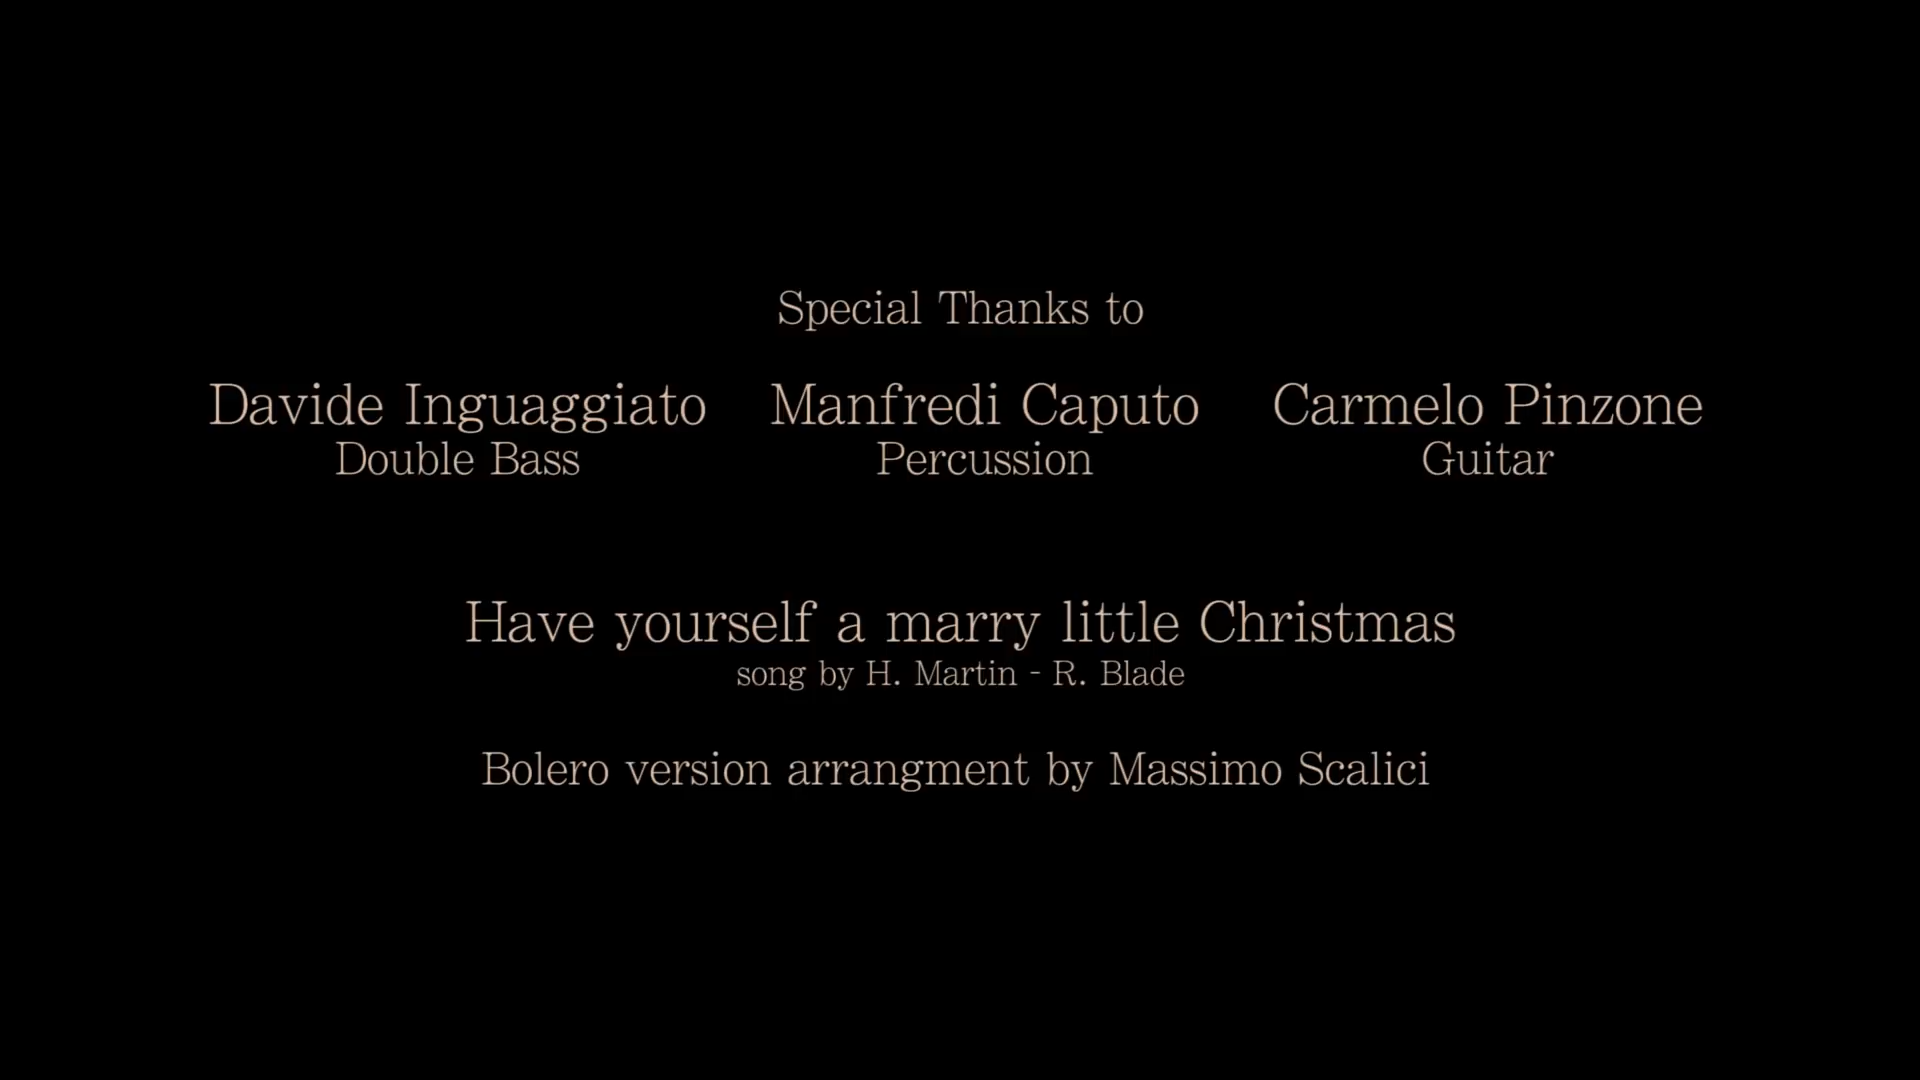 Special Thanks to
Davide Inguaggiato Manfredi Caputo Carmelo Pinzone
Double Bass Percussion Guitar
Have yourself a marry little Christmas
song by H. Martin - R. Blade
Bolero version arrangment by Massimo Scalici